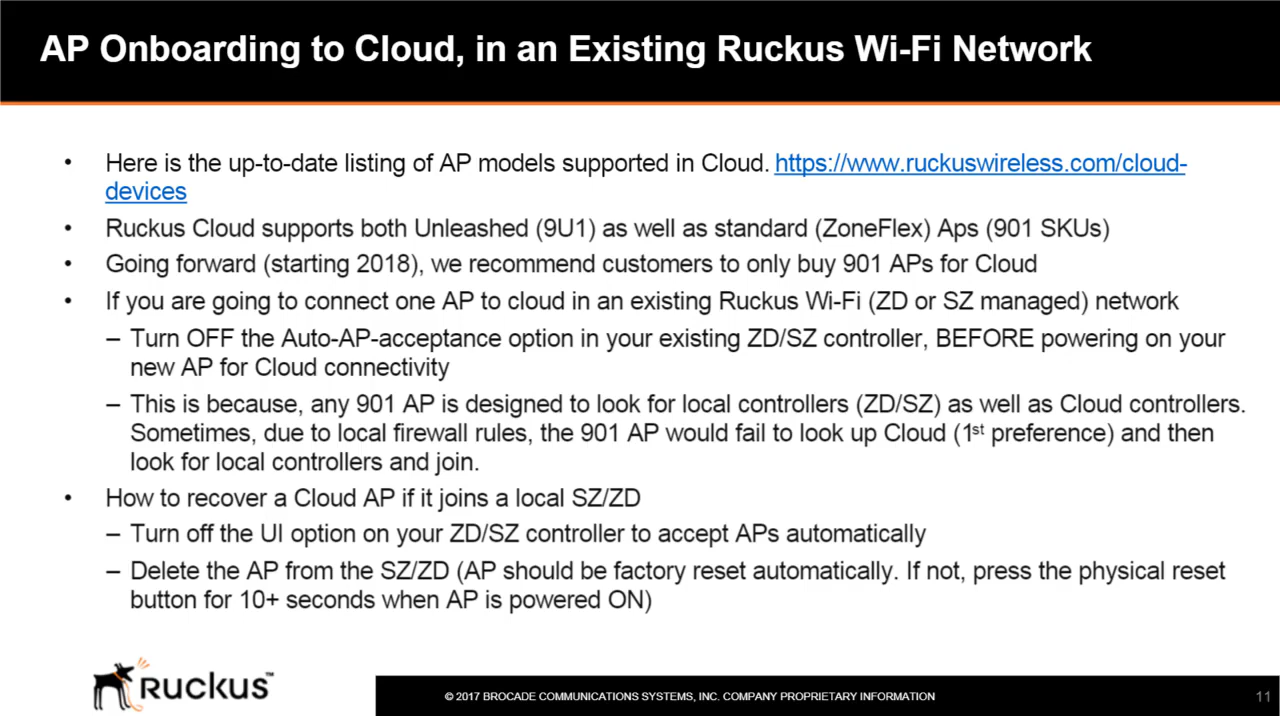 AP Onboarding to Cloud, in an Existing Ruckus Wi-Fi Network
• Here is the up-to-date listing of AP models supported in Cloud. https://www.ruckuswireless.com/cloud-
devices
• Ruckus Cloud supports both Unleashed (9U1) as well as standard (ZoneFlex) Aps (901 SKUs)
• Going forward (starting 2018), we recommend customers to only buy 901 APs for Cloud
• If you are going to connect one AP to cloud in an existing Ruckus Wi-Fi (ZD or SZ managed) network
– Turn OFF the Auto-AP-acceptance option in your existing ZD/SZ controller, BEFORE powering on your
new AP for Cloud connectivity
– This is because, any 901 AP is designed to look for local controllers (ZD/SZ) as well as Cloud controllers.
Sometimes, due to local firewall rules, the 901 AP would fail to look up Cloud (1st preference) and then
look for local controllers and join.
• How to recover a Cloud AP if it joins a local SZ/ZD
– Turn off the UI option on your ZD/SZ controller to accept APs automatically
– Delete the AP from the SZ/ZD (AP should be factory reset automatically. If not, press the physical reset
button for 10+ seconds when AP is powered ON)
Ruckus™
© 2017 BROCADE COMMUNICATIONS SYSTEMS, INC. COMPANY PROPRIETARY INFORMATION
11